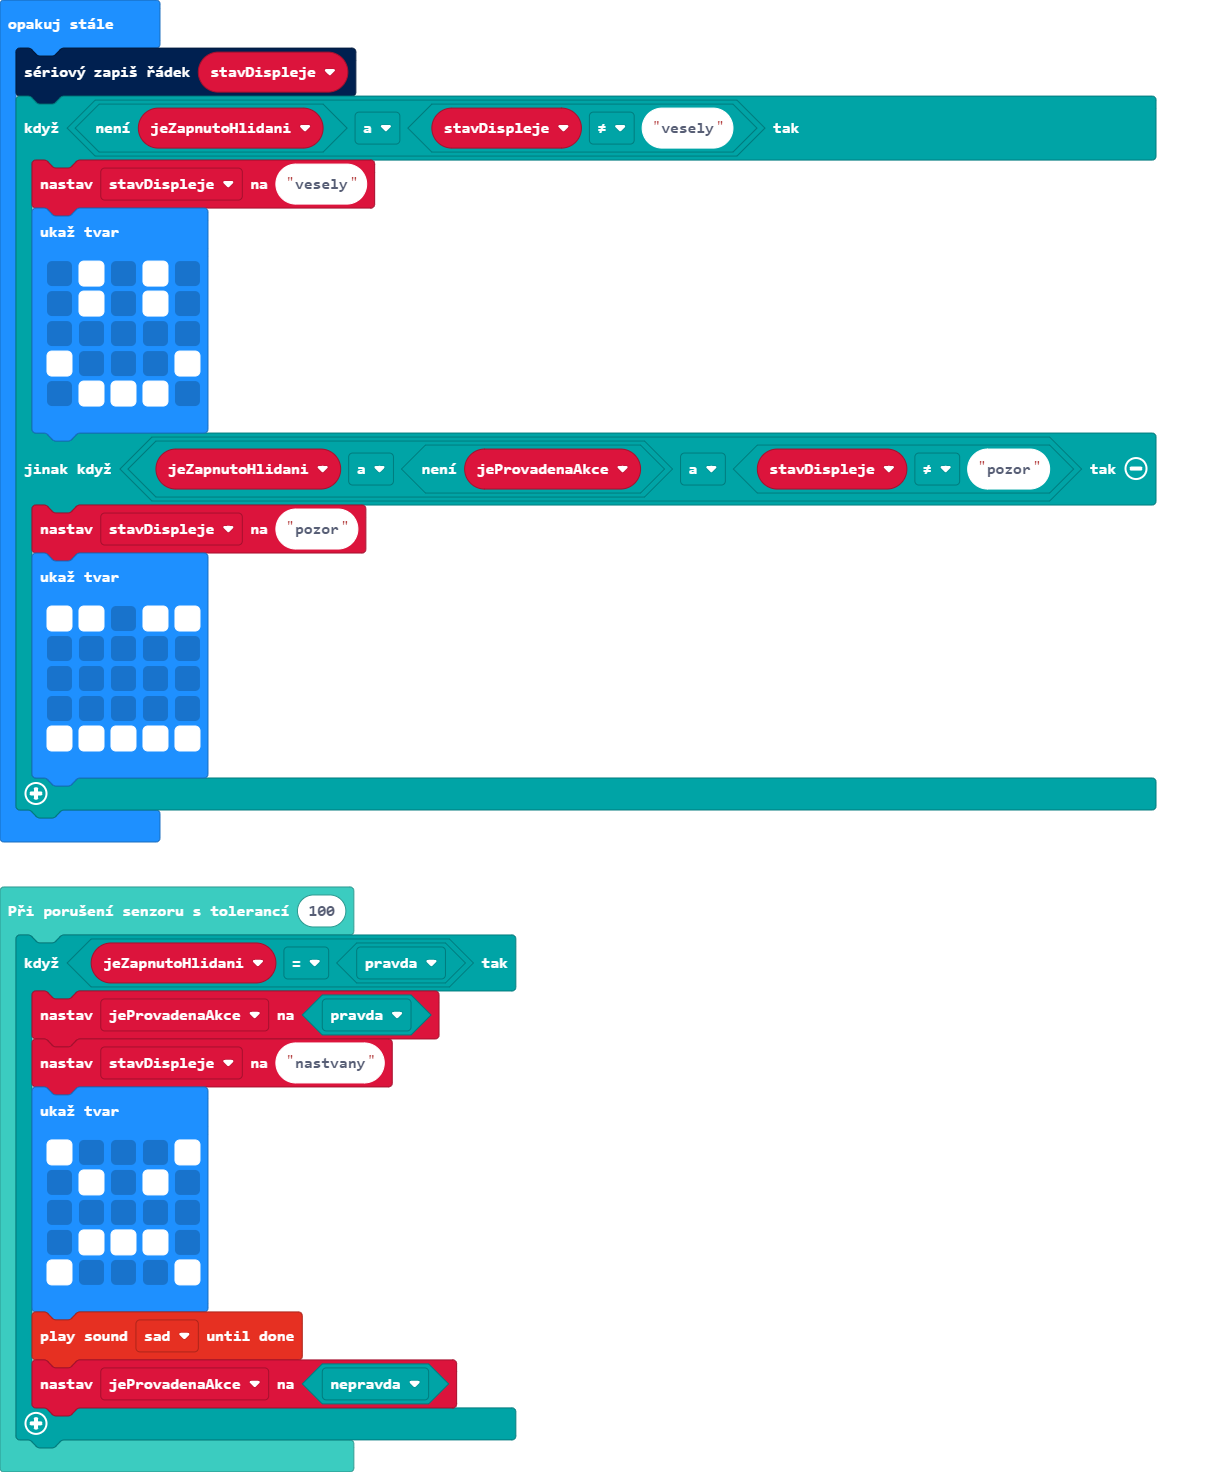 opakuj stále
sériový zapiš řádek stavDispleje
když není jeZapnutoHlidani a stavDispleje ≠ "vesely" tak
nastav stavDispleje na "vesely"
ukaž tvar
jinak když jeZapnutoHlidani a není jeProvadenaAkce a stavDispleje ≠ "pozor" tak
nastav stavDispleje na "pozor"
ukaž tvar
Při porušení senzoru s tolerancí 100
když jeZapnutoHlidani = pravda tak
nastav jeProvadenaAkce na pravda
nastav stavDispleje na "nastvany"
ukaž tvar
play sound sad until done
nastav jeProvadenaAkce na nepravda